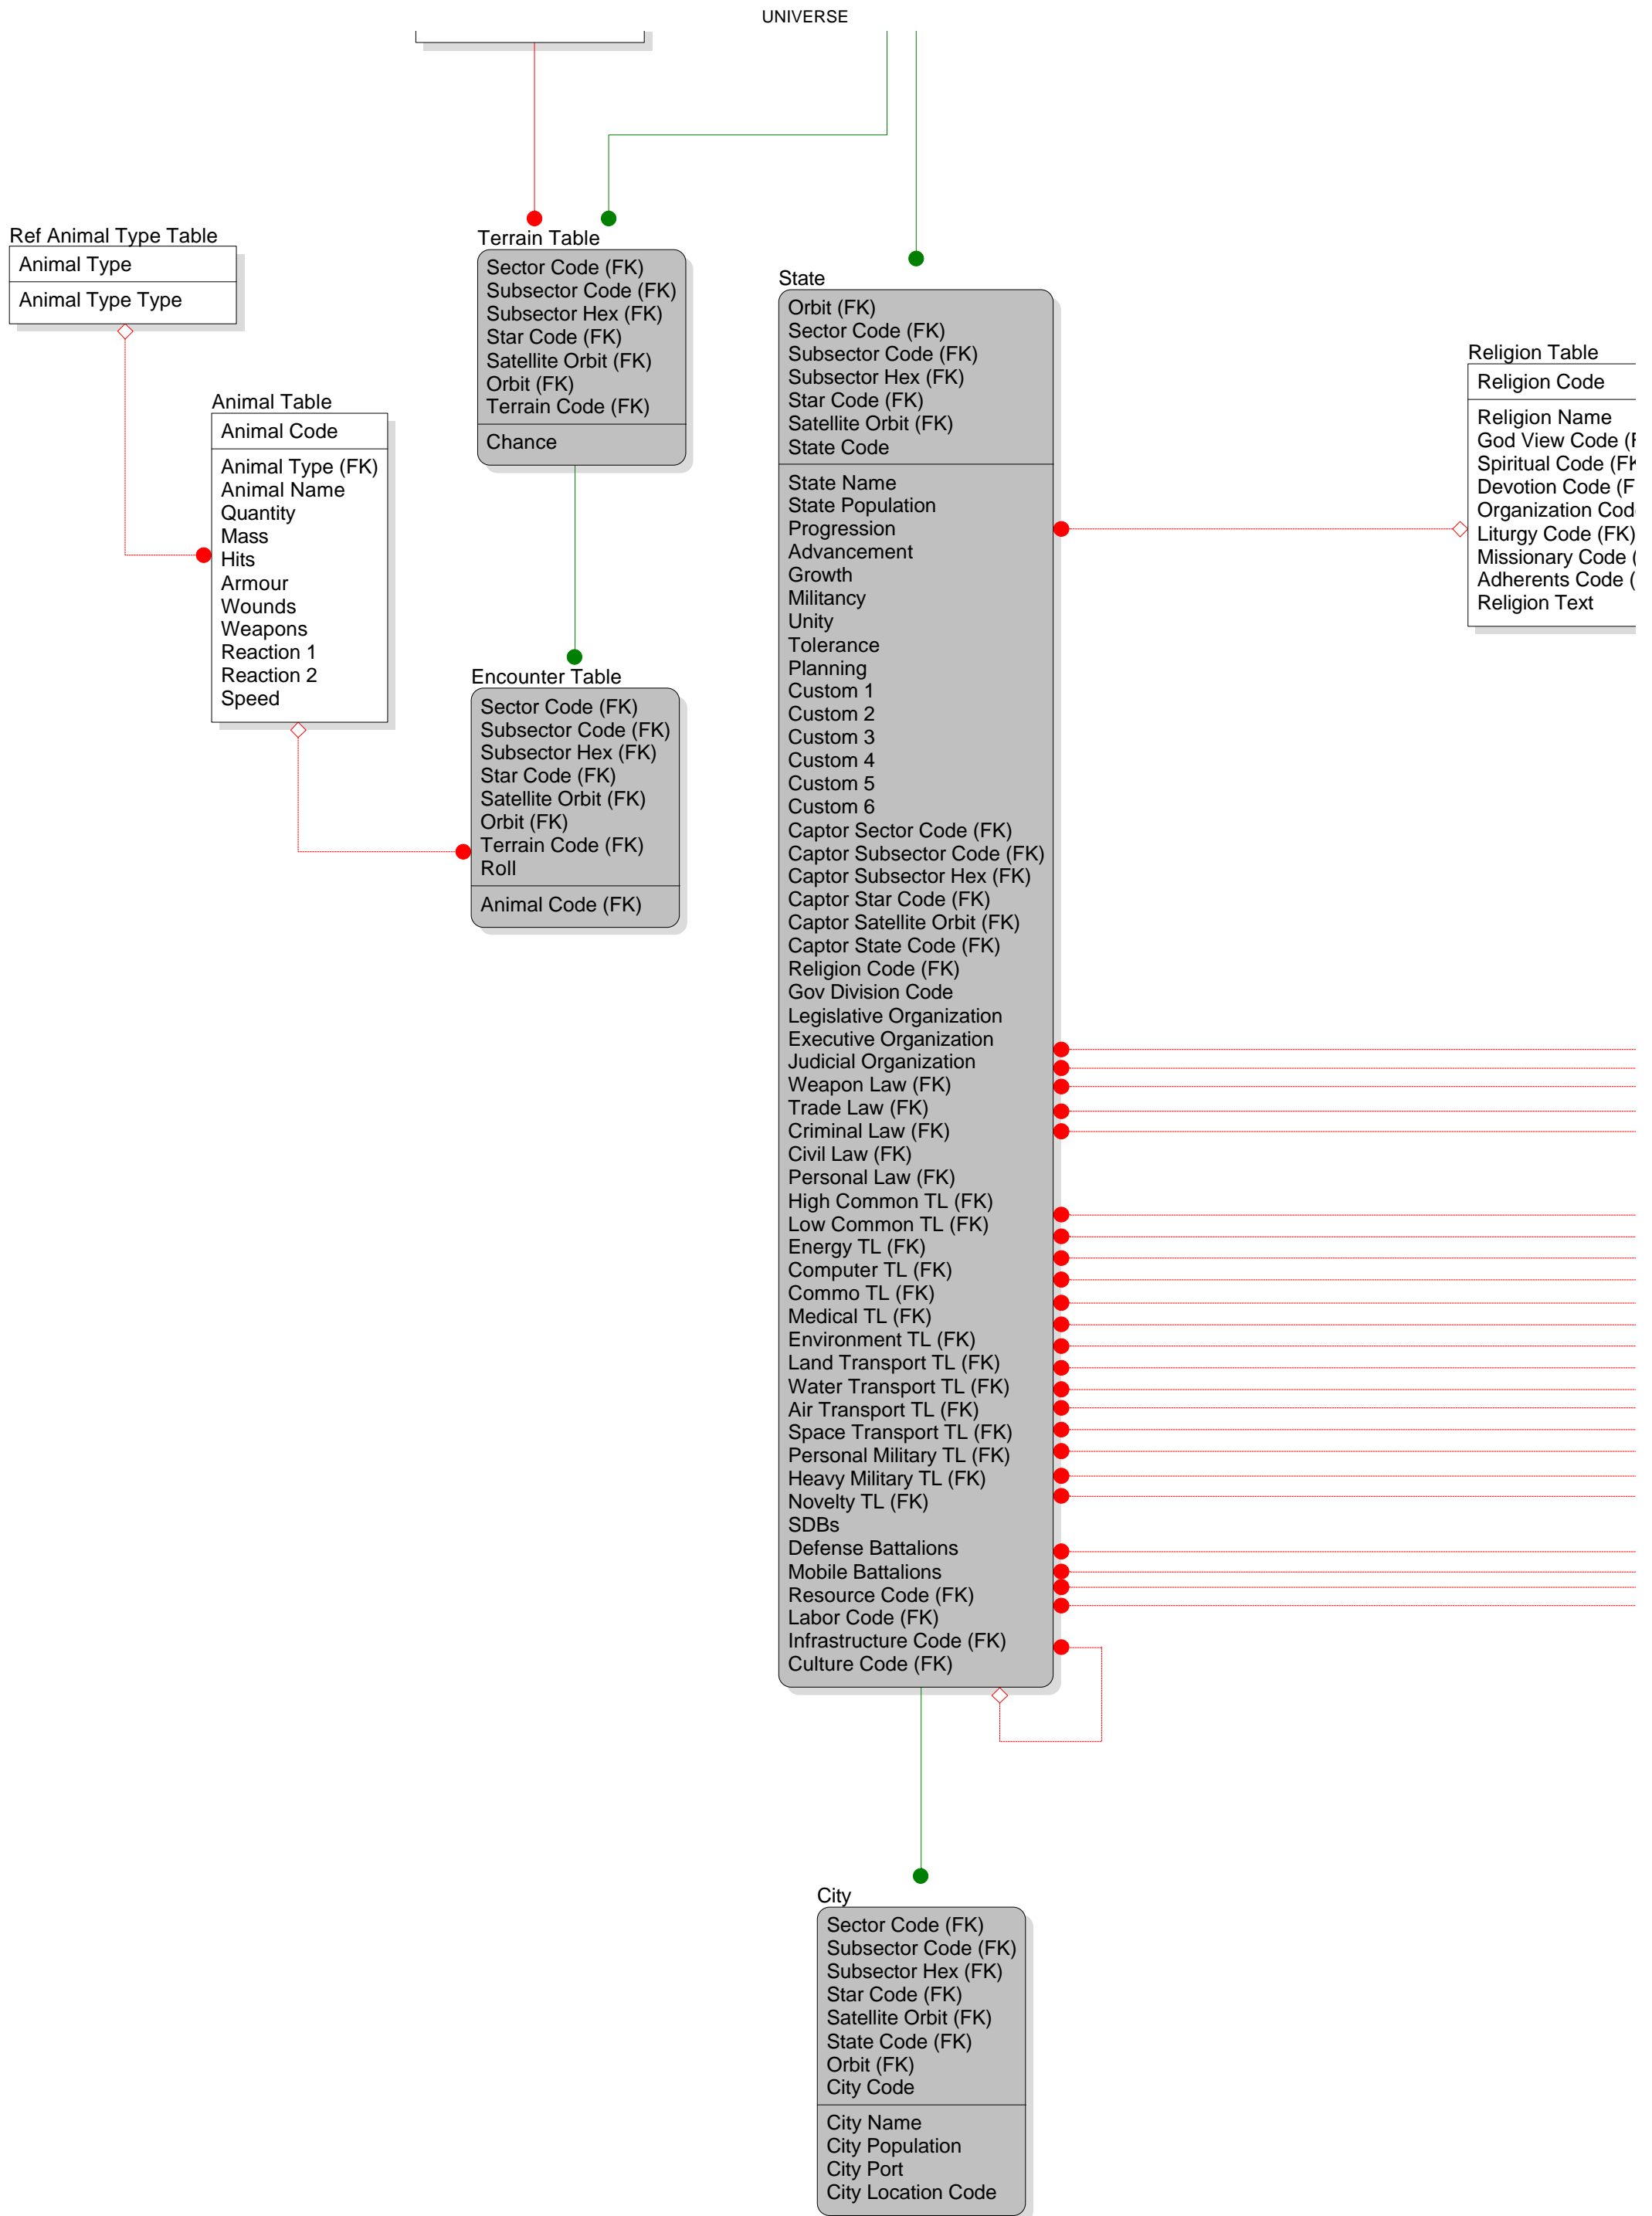 UNIVERSE
Ref Animal Type Table
Animal Type
Animal Type Type
Animal Table
Animal Code
Animal Type (FK)
Animal Name
Quantity
Mass
Hits
Armour
Wounds
Weapons
Reaction 1
Reaction 2
Speed
Terrain Table
Sector Code (FK)
Subsector Code (FK)
Subsector Hex (FK)
Star Code (FK)
Satellite Orbit (FK)
Orbit (FK)
Terrain Code (FK)
Chance
Encounter Table
Sector Code (FK)
Subsector Code (FK)
Subsector Hex (FK)
Star Code (FK)
Satellite Orbit (FK)
Orbit (FK)
Terrain Code (FK)
Roll
Animal Code (FK)
State
Orbit (FK)
Sector Code (FK)
Subsector Code (FK)
Subsector Hex (FK)
Star Code (FK)
Satellite Orbit (FK)
State Code
State Name
State Population
Progression
Advancement
Growth
Militancy
Unity
Tolerance
Planning
Custom 1
Custom 2
Custom 3
Custom 4
Custom 5
Custom 6
Captor Sector Code (FK)
Captor Subsector Code (FK)
Captor Subsector Hex (FK)
Captor Star Code (FK)
Captor Satellite Orbit (FK)
Captor State Code (FK)
Religion Code (FK)
Gov Division Code
Legislative Organization
Executive Organization
Judicial Organization
Weapon Law (FK)
Trade Law (FK)
Criminal Law (FK)
Civil Law (FK)
Personal Law (FK)
High Common TL (FK)
Low Common TL (FK)
Energy TL (FK)
Computer TL (FK)
Commo TL (FK)
Medical TL (FK)
Environment TL (FK)
Land Transport TL (FK)
Water Transport TL (FK)
Air Transport TL (FK)
Space Transport TL (FK)
Personal Military TL (FK)
Heavy Military TL (FK)
Novelty TL (FK)
SDBs
Defense Battalions
Mobile Battalions
Resource Code (FK)
Labor Code (FK)
Infrastructure Code (FK)
Culture Code (FK)
Religion Table
Religion Code
Religion Name
God View Code (
Spiritual Code (FK
Devotion Code (F
Organization Code
Liturgy Code (FK)
Missionary Code (
Adherents Code (
Religion Text
City
Sector Code (FK)
Subsector Code (FK)
Subsector Hex (FK)
Star Code (FK)
Satellite Orbit (FK)
State Code (FK)
Orbit (FK)
City Code
City Name
City Population
City Port
City Location Code